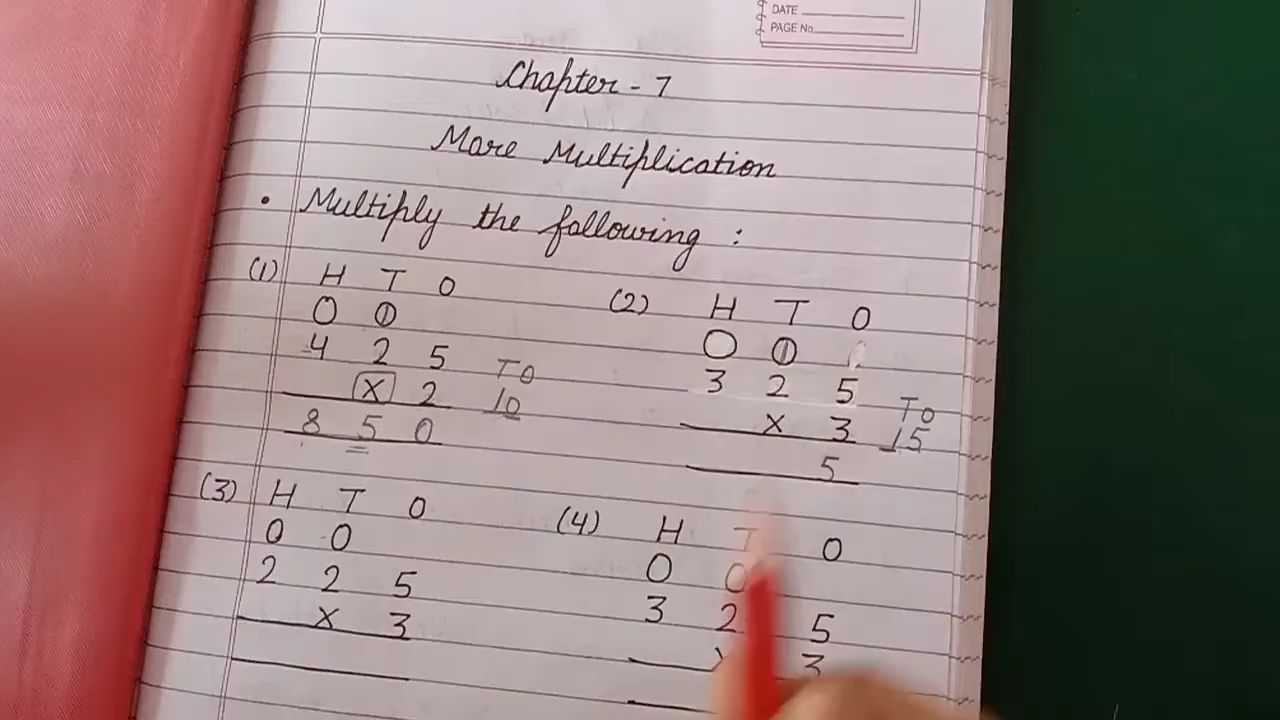 DATE
PAGE No.
Chapter - 7
More Multiplication
• Multiply the following :
(1) H T O
0 1
4 2 5 TO
x 2 10
8 5 0
(2) H T O
0 1
3 2 5 TO
x 3 15
5
(3) H T O
0 0
2 2 5
x 3
(4) H T O
0 0
3 2 5
x 3